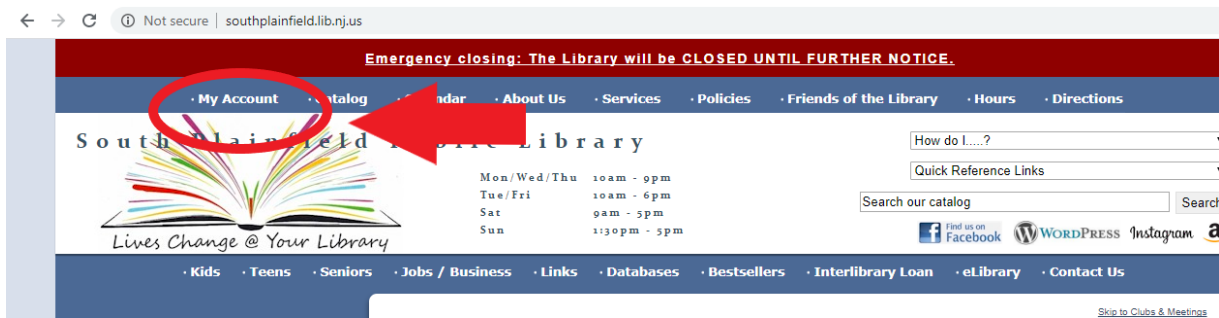 Not secure southplainfield.lib.nj.us
Emergency closing: The Library will be CLOSED UNTIL FURTHER NOTICE.
· My Account · Catalog · About Us · Services · Policies · Friends of the Library · Hours · Directions
South Plainfield Library
How do I.....?
Mon/Wed/Thu 10am - 9pm
Quick Reference Links
Tue/Fri 10am - 6pm
Sat 9am - 5pm
Search our catalog Search
Sun 1:30pm - 5pm
Find us on Facebook WORDPRESS Instagram a
Lives Change @ Your Library
· Kids · Teens · Seniors · Jobs / Business · Links · Databases · Bestsellers · Interlibrary Loan · eLibrary · Contact Us
Skip to Clubs & Meetings